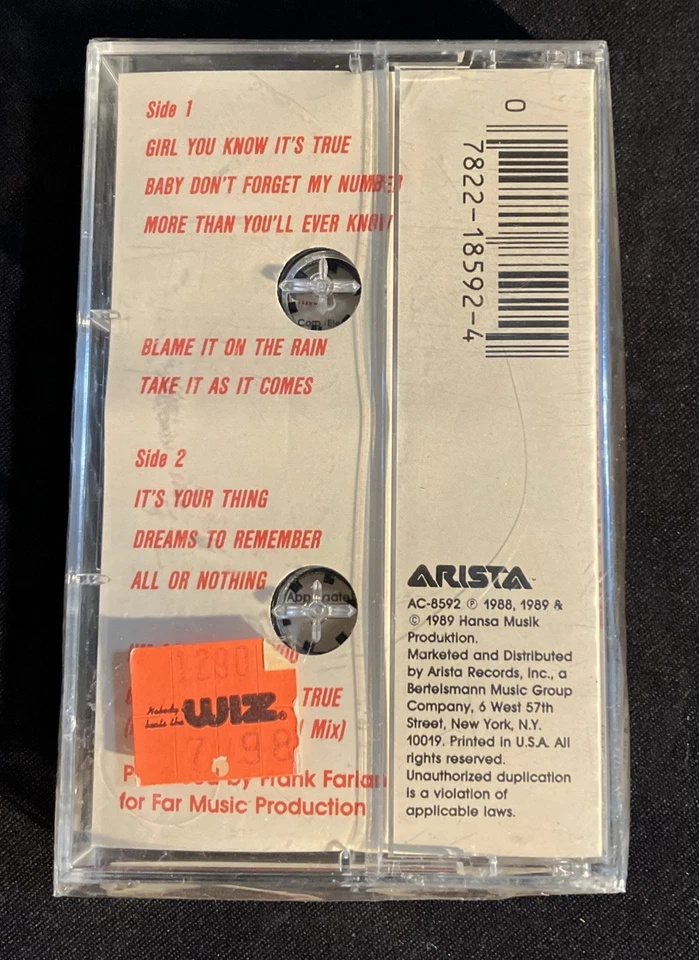 Side 1
GIRL YOU KNOW IT'S TRUE
BABY DON'T FORGET MY NUMBER
MORE THAN YOU'LL EVER KNOW
BLAME IT ON THE RAIN
TAKE IT AS IT COMES
Side 2
IT'S YOUR THING
DREAMS TO REMEMBER
ALL OR NOTHING
TRUE
Mix)
Nobody
beats the
WIZ®
7.98
by Frank Farian
for Far Music Production
0
7822-18592-4
ARISTA™
AC-8592 ℗ 1988, 1989 &
© 1989 Hansa Musik
Produktion.
Marketed and Distributed
by Arista Records, Inc., a
Bertelsmann Music Group
Company, 6 West 57th
Street, New York, N.Y.
10019. Printed in U.S.A. All
rights reserved.
Unauthorized duplication
is a violation of
applicable laws.